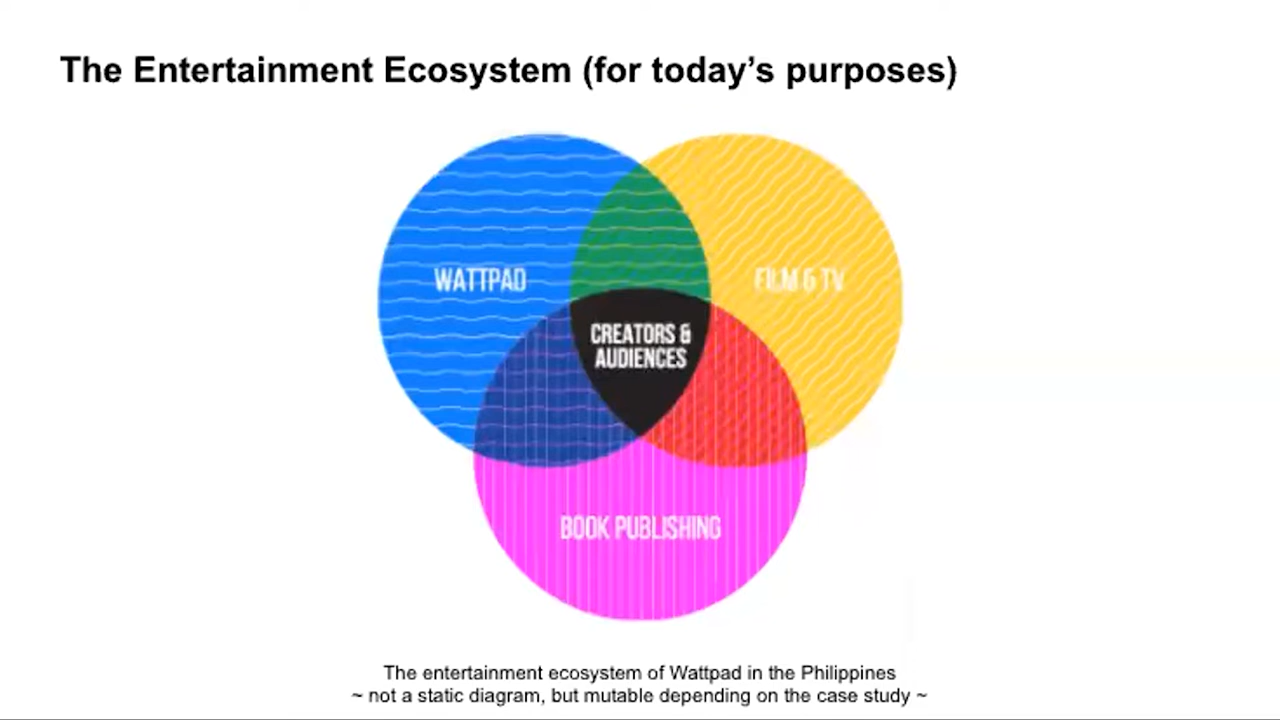 The Entertainment Ecosystem (for today’s purposes)
WATTPAD
FILM & TV
CREATORS &
AUDIENCES
BOOK PUBLISHING
The entertainment ecosystem of Wattpad in the Philippines
~ not a static diagram, but mutable depending on the case study ~